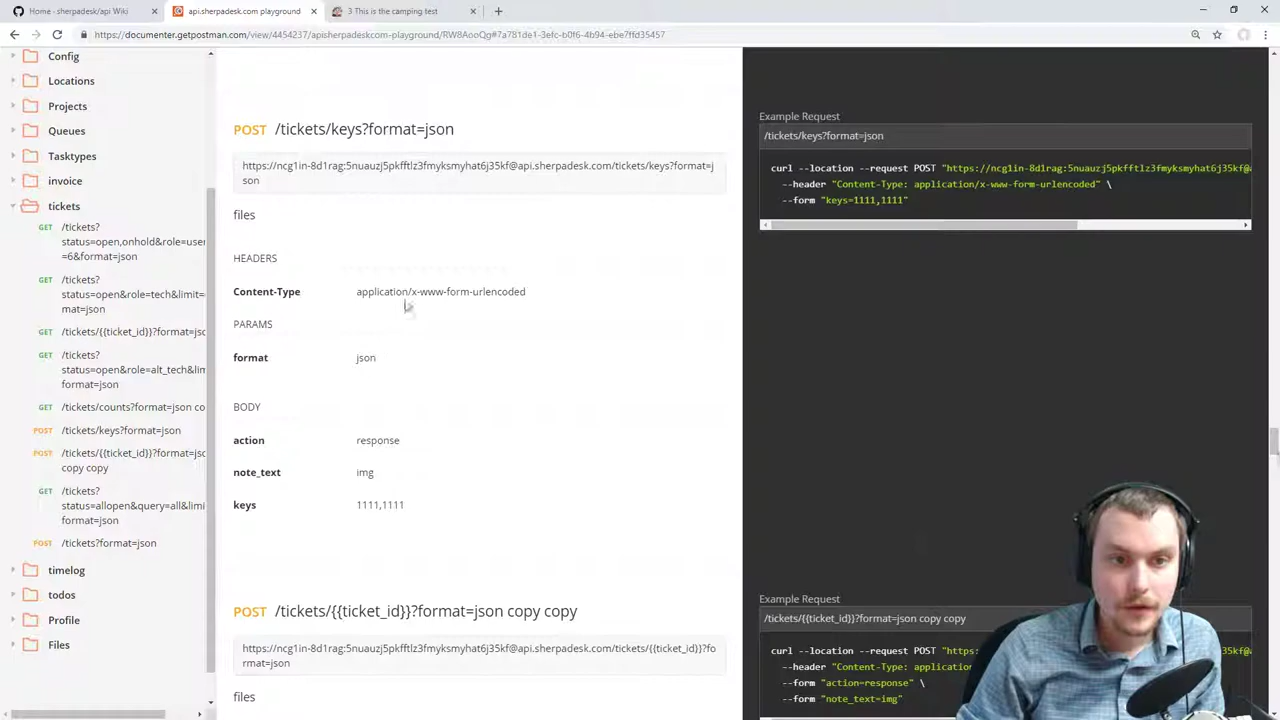 Home - sherpadesk/api Wiki
api.sherpadesk.com playground
3 This is the camping test
https://documenter.getpostman.com/view/4454237/apisherpadeskcom-playground/RW8AooQg#7a781de1-3efc-b0f6-4b94-ebe7ffd35457
Config
Locations
Projects
Queues
Tasktypes
invoice
tickets
GET /tickets?
status=open,onhold&role=user
=6&format=json
GET /tickets?
status=open&role=tech&limit=
mat=json
GET /tickets/{{ticket_id}}?format=jso
GET /tickets?
status=open&role=alt_tech&lim
format=json
GET /tickets/counts?format=json co
POST /tickets/keys?format=json
POST /tickets/{{ticket_id}}?format=jso
copy copy
GET /tickets?
status=allopen&query=all&limi
format=json
POST /tickets?format=json
timelog
todos
Profile
Files
POST /tickets/keys?format=json
https://ncg1in-8d1rag:5nuauzj5pkfftlz3fmyksmyhat6j35kf@api.sherpadesk.com/tickets/keys?format=j
son
files
HEADERS
Content-Type application/x-www-form-urlencoded
PARAMS
format json
BODY
action response
note_text img
keys 1111,1111
POST /tickets/{{ticket_id}}?format=json copy copy
https://ncg1in-8d1rag:5nuauzj5pkfftlz3fmyksmyhat6j35kf@api.sherpadesk.com/tickets/{{ticket_id}}?fo
rmat=json
files
Example Request
/tickets/keys?format=json
curl --location --request POST "https://ncg1in-8d1rag:5nuauzj5pkfftlz3fmyksmyhat6j35kf@a
--header "Content-Type: application/x-www-form-urlencoded" \
--form "keys=1111,1111"
Example Request
/tickets/{{ticket_id}}?format=json copy copy
curl --location --request POST "https:
--header "Content-Type: application
--form "action=response" \
--form "note_text=img"